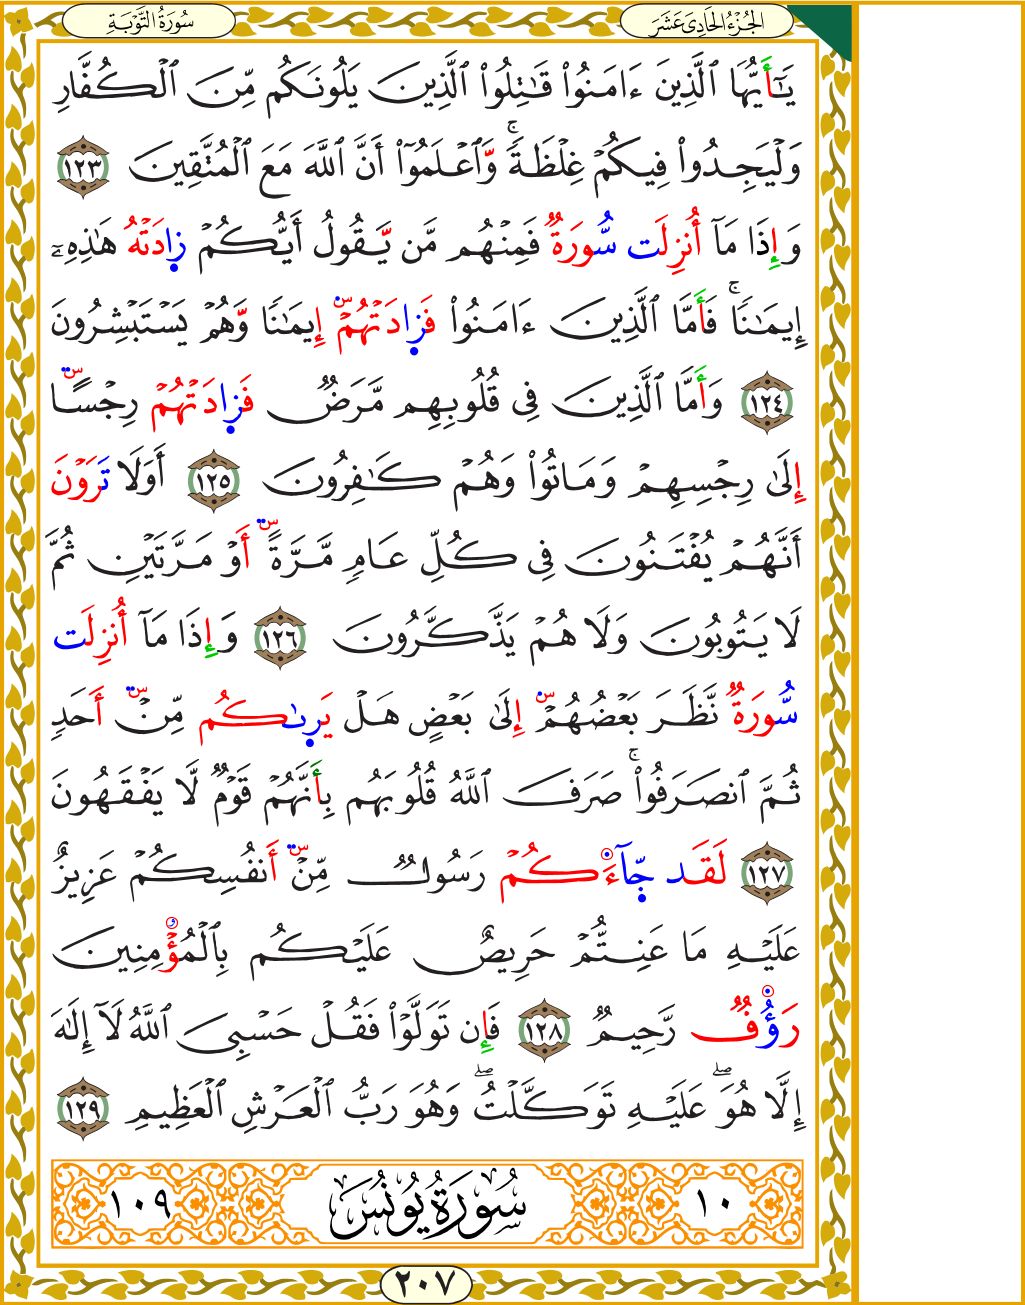 سُورَةُ التَّوْبَةِ
الجُزْءُ الحَادِيَ عَشَرَ
يَٰٓأَيُّهَا ٱلَّذِينَ ءَامَنُوا۟ قَٰتِلُوا۟ ٱلَّذِينَ يَلُونَكُم مِّنَ ٱلْكُفَّارِ
وَلْيَجِدُوا۟ فِيكُمْ غِلْظَةً ۚ وَٱعْلَمُوٓا۟ أَنَّ ٱللَّهَ مَعَ ٱلْمُتَّقِينَ ١٢٣
وَإِذَا مَآ أُنزِلَت سُّورَةٌ فَمِنْهُم مَّن يَقُولُ أَيُّكُمْ زِادَتْهُ هَٰذِهِۦٓ
إِيمَٰنًا ۚ فَأَمَّا ٱلَّذِينَ ءَامَنُوا۟ فَزِادَتْهُمْ س إِيمَٰنًا وَّهُمْ يَسْتَبْشِرُونَ
١٢٤ وَأَمَّا ٱلَّذِينَ فِى قُلُوبِهِم مَّرَضٌ فَزِادَتْهُمْ رِجْسًا س
إِلَىٰ رِجْسِهِمْ وَمَاتُوا۟ وَهُمْ كَٰفِرُونَ ١٢٥ أَوَلَا تَرَوْنَ
أَنَّهُمْ يُفْتَنُونَ فِى كُلِّ عَامٍ مَّرَّةً س أَوْ مَرَّتَيْنِ ثُمَّ
لَا يَتُوبُونَ وَلَا هُمْ يَذَّكَّرُونَ ١٢٦ وَإِذَا مَآ أُنزِلَت
سُّورَةٌ نَّظَرَ بَعْضُهُمْ س إِلَىٰ بَعْضٍ هَلْ يَرِىٰكُم مِّنْ س أَحَدٍ
ثُمَّ ٱنصَرَفُوا۟ ۚ صَرَفَ ٱللَّهُ قُلُوبَهُم بِأَنَّهُمْ قَوْمٌ لَّا يَفْقَهُونَ
١٢٧ لَقَد جِّآءَكُمْ رَسُولٌ مِّنْ س أَنفُسِكُمْ عَزِيزٌ
عَلَيْهِ مَا عَنِتُّمْ حَرِيصٌ عَلَيْكُم بِٱلْمُؤْمِنِينَ
رَؤُفٌ رَّحِيمٌ ١٢٨ فَإِن تَوَلَّوْا۟ فَقُلْ حَسْبِىَ ٱللَّهُ لَآ إِلَٰهَ
إِلَّا هُوَ ۖ عَلَيْهِ تَوَكَّلْتُ ۖ وَهُوَ رَبُّ ٱلْعَرْشِ ٱلْعَظِيمِ ١٢٩
١٠ سُورَةُ يُونُسَ ١٠٩
٢٠٧